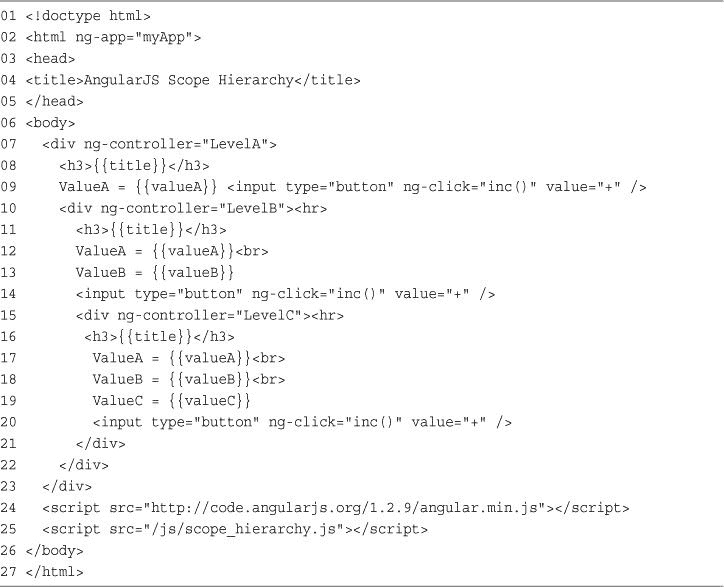 01 <!doctype html>
02 <html ng-app="myApp">
03 <head>
04 <title>AngularJS Scope Hierarchy</title>
05 </head>
06 <body>
07   <div ng-controller="LevelA">
08     <h3>{{title}}</h3>
09     ValueA = {{valueA}} <input type="button" ng-click="inc()" value="+" />
10     <div ng-controller="LevelB"><hr>
11       <h3>{{title}}</h3>
12       ValueA = {{valueA}}<br>
13       ValueB = {{valueB}}
14       <input type="button" ng-click="inc()" value="+" />
15       <div ng-controller="LevelC"><hr>
16        <h3>{{title}}</h3>
17         ValueA = {{valueA}}<br>
18         ValueB = {{valueB}}<br>
19         ValueC = {{valueC}}
20         <input type="button" ng-click="inc()" value="+" />
21       </div>
22     </div>
23   </div>
24   <script src="http://code.angularjs.org/1.2.9/angular.min.js"></script>
25   <script src="/js/scope_hierarchy.js"></script>
26 </body>
27 </html>